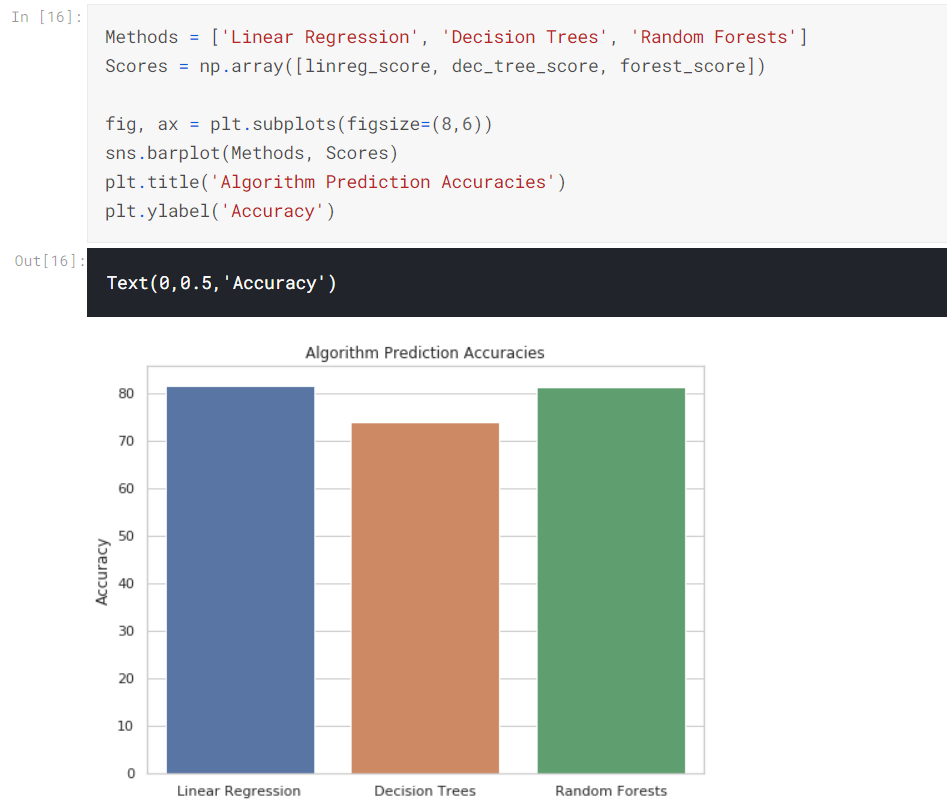 In [16]:
Methods = ['Linear Regression', 'Decision Trees', 'Random Forests']
Scores = np.array([linreg_score, dec_tree_score, forest_score])
fig, ax = plt.subplots(figsize=(8,6))
sns.barplot(Methods, Scores)
plt.title('Algorithm Prediction Accuracies')
plt.ylabel('Accuracy')
Out[16]:
Text(0,0.5,'Accuracy')
Algorithm Prediction Accuracies
80
70
60
50
40
30
20
10
0
Accuracy
Linear Regression Decision Trees Random Forests